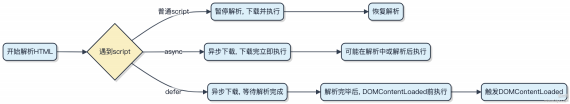 普通script
暂停解析, 下载并执行
恢复解析
开始解析HTML
遇到script
async
异步下载, 下载完立即执行
可能在解析中或解析后执行
defer
异步下载, 等待解析完成
解析完毕后, DOMContentLoaded前执行
触发DOMContentLoaded